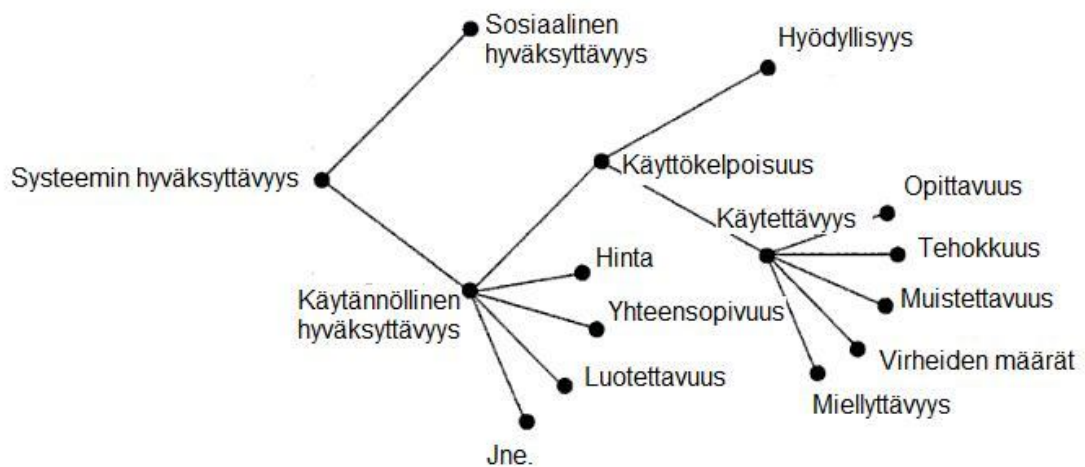 Sosiaalinen
hyväksyttävyys
Hyödyllisyys
Systeemin hyväksyttävyys
Käyttökelpoisuus
Opittavuus
Käytettävyys
Tehokkuus
Hinta
Käytännöllinen
hyväksyttävyys
Yhteensopivuus
Muistettavuus
Virheiden määrät
Luotettavuus
Miellyttävyys
Jne.